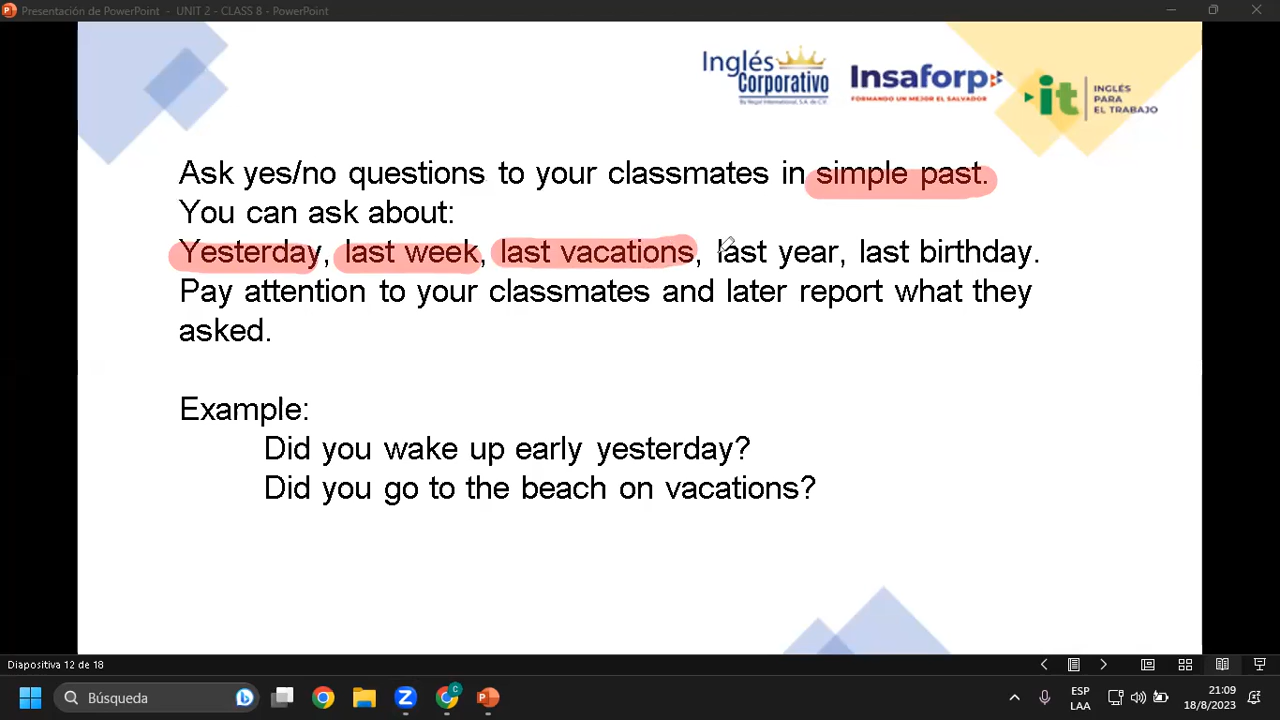 Presentación de PowerPoint - UNIT 2 - CLASS 8 - PowerPoint
Inglés
Corporativo
By Regal International, S.A. de C.V.
Insaforp
FORMANDO UN MEJOR EL SALVADOR
it
INGLÉS
PARA
EL TRABAJO
Ask yes/no questions to your classmates in simple past.
You can ask about:
Yesterday, last week, last vacations, last year, last birthday.
Pay attention to your classmates and later report what they
asked.
Example:
Did you wake up early yesterday?
Did you go to the beach on vacations?
Diapositiva 12 de 18
Búsqueda
ESP
LAA
21:09
18/8/2023